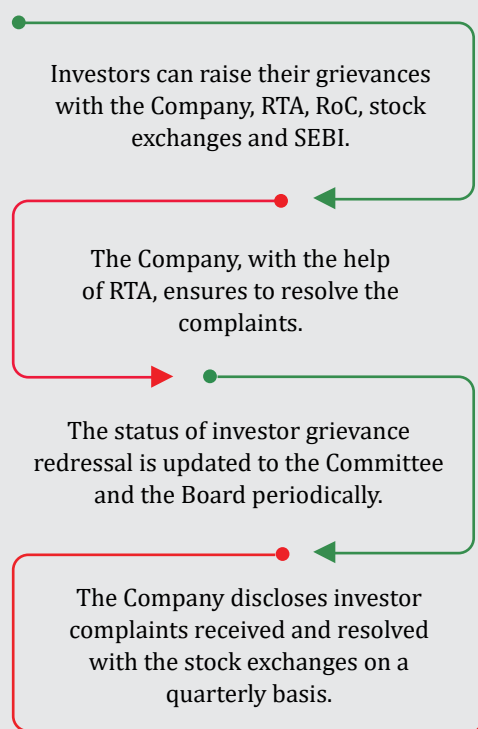 Investors can raise their grievances
with the Company, RTA, RoC, stock
exchanges and SEBI.
The Company, with the help
of RTA, ensures to resolve the
complaints.
The status of investor grievance
redressal is updated to the Committee
and the Board periodically.
The Company discloses investor
complaints received and resolved
with the stock exchanges on a
quarterly basis.